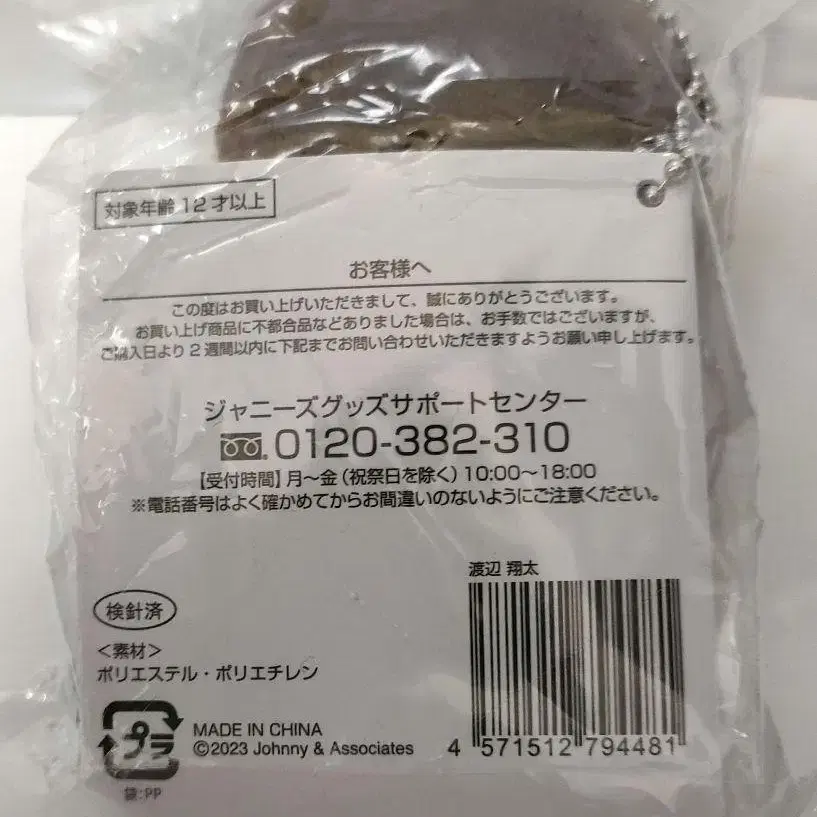 対象年齢12才以上
お客様へ
この度はお買い上げいただきまして、誠にありがとうございます。
お買い上げ商品に不都合品などありました場合は、お手数ではございますが、
ご購入日より2週間以内に下記までお問い合わせいただきますようお願い申し上げます。
ジャニーズグッズサポートセンター
0120-382-310
【受付時間】月～金(祝祭日を除く)10:00～18:00
※電話番号はよく確かめてからお間違いのないようにご注意ください。
渡辺 翔太
検針済
＜素材＞
ポリエステル・ポリエチレン
プラ
MADE IN CHINA
©2023 Johnny & Associates
4 571512 794481
袋:PP